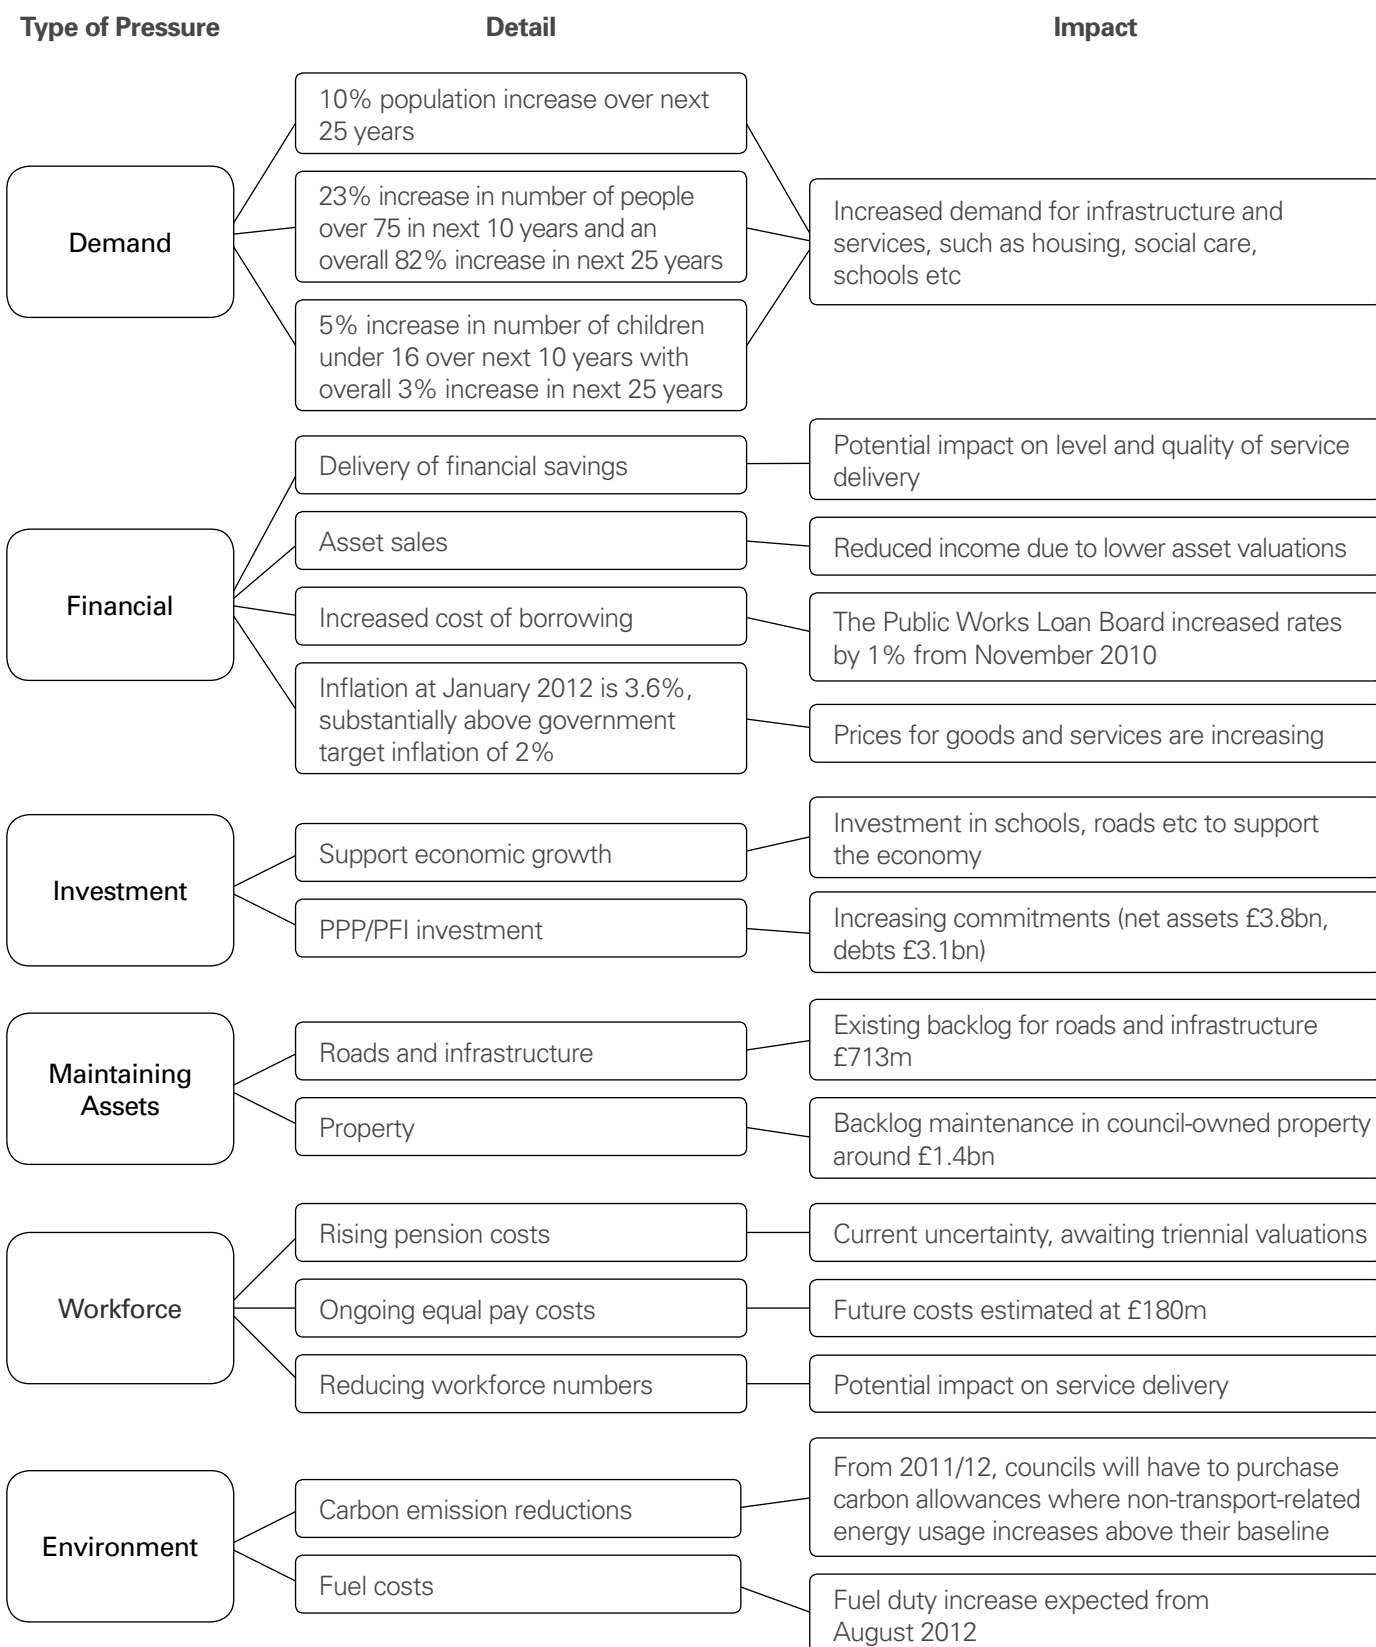 Type of Pressure
Detail
Impact
Demand
10% population increase over next
25 years
23% increase in number of people
over 75 in next 10 years and an
overall 82% increase in next 25 years
5% increase in number of children
under 16 over next 10 years with
overall 3% increase in next 25 years
Increased demand for infrastructure and
services, such as housing, social care,
schools etc
Financial
Delivery of financial savings
Potential impact on level and quality of service
delivery
Asset sales
Reduced income due to lower asset valuations
Increased cost of borrowing
The Public Works Loan Board increased rates
by 1% from November 2010
Inflation at January 2012 is 3.6%,
substantially above government
target inflation of 2%
Prices for goods and services are increasing
Investment
Support economic growth
Investment in schools, roads etc to support
the economy
PPP/PFI investment
Increasing commitments (net assets £3.8bn,
debts £3.1bn)
Maintaining
Assets
Roads and infrastructure
Existing backlog for roads and infrastructure
£713m
Property
Backlog maintenance in council-owned property
around £1.4bn
Workforce
Rising pension costs
Current uncertainty, awaiting triennial valuations
Ongoing equal pay costs
Future costs estimated at £180m
Reducing workforce numbers
Potential impact on service delivery
Environment
Carbon emission reductions
From 2011/12, councils will have to purchase
carbon allowances where non-transport-related
energy usage increases above their baseline
Fuel costs
Fuel duty increase expected from
August 2012